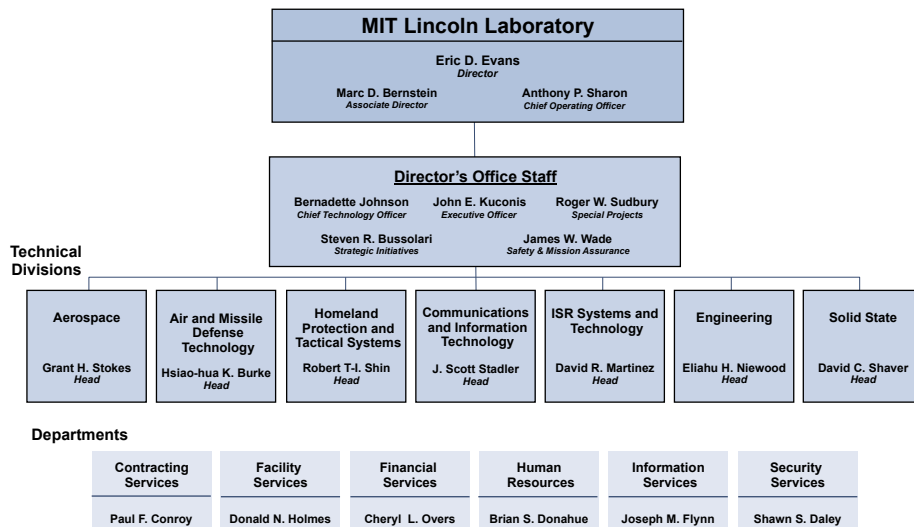 MIT Lincoln Laboratory
Eric D. Evans
Director
Marc D. Bernstein
Associate Director
Anthony P. Sharon
Chief Operating Officer
Director's Office Staff
Bernadette Johnson
Chief Technology Officer
John E. Kuconis
Executive Officer
Roger W. Sudbury
Special Projects
Steven R. Bussolari
Strategic Initiatives
James W. Wade
Safety & Mission Assurance
Technical
Divisions
Aerospace
Grant H. Stokes
Head
Air and Missile
Defense
Technology
Hsiao-hua K. Burke
Head
Homeland
Protection and
Tactical Systems
Robert T-I. Shin
Head
Communications
and Information
Technology
J. Scott Stadler
Head
ISR Systems and
Technology
David R. Martinez
Head
Engineering
Eliahu H. Niewood
Head
Solid State
David C. Shaver
Head
Departments
Contracting
Services
Paul F. Conroy
Facility
Services
Donald N. Holmes
Financial
Services
Cheryl L. Overs
Human
Resources
Brian S. Donahue
Information
Services
Joseph M. Flynn
Security
Services
Shawn S. Daley